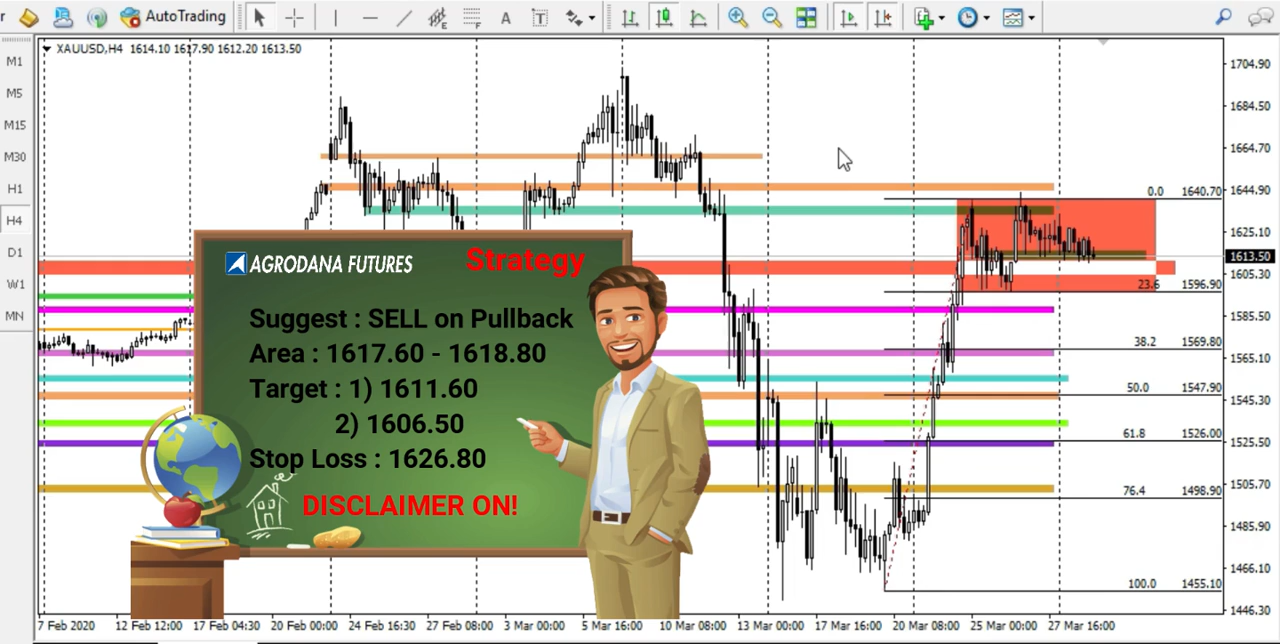 AutoTrading
E
F
A
T
M1
M5
M15
M30
H1
H4
D1
W1
MN
XAUUSD,H4 1614.10 1617.90 1612.20 1613.50
1704.90
1684.50
1664.70
1644.90
1625.10
1613.50
1605.30
1585.50
1565.10
1545.30
1525.50
1505.70
1485.90
1466.10
1446.30
0.0 1640.70
23.6 1596.90
38.2 1569.80
50.0 1547.90
61.8 1526.00
76.4 1498.90
100.0 1455.10
AGRODANA FUTURES
Strategy
Suggest : SELL on Pullback
Area : 1617.60 - 1618.80
Target : 1) 1611.60
2) 1606.50
Stop Loss : 1626.80
DISCLAIMER ON!
7 Feb 2020 12 Feb 12:00 17 Feb 04:30 20 Feb 00:00 24 Feb 16:30 27 Feb 08:00 3 Mar 00:00 5 Mar 16:00 10 Mar 08:00 13 Mar 00:00 17 Mar 16:00 20 Mar 08:00 25 Mar 00:00 27 Mar 16:00